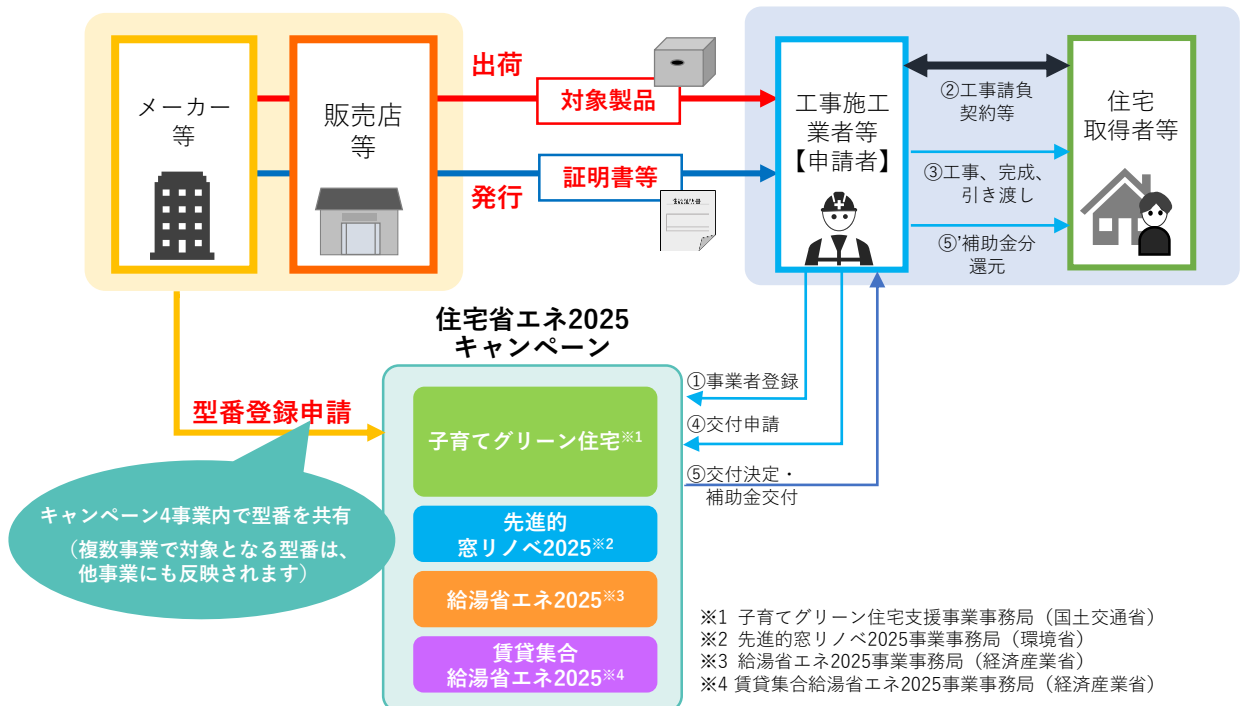 メーカー
等
販売店
等
出荷
対象製品
発行
証明書等
工事施工
業者等
【申請者】
②工事請負
契約等
③工事、完成、
引き渡し
⑤'補助金分
還元
住宅
取得者等
住宅省エネ2025
キャンペーン
型番登録申請
①事業者登録
④交付申請
⑤交付決定・
補助金交付
子育てグリーン住宅※1
先進的
窓リノベ2025※2
給湯省エネ2025※3
賃貸集合
給湯省エネ2025※4
キャンペーン4事業内で型番を共有
（複数事業で対象となる型番は、
他事業にも反映されます）
※1 子育てグリーン住宅支援事業事務局（国土交通省）
※2 先進的窓リノベ2025事業事務局（環境省）
※3 給湯省エネ2025事業事務局（経済産業省）
※4 賃貸集合給湯省エネ2025事業事務局（経済産業省）